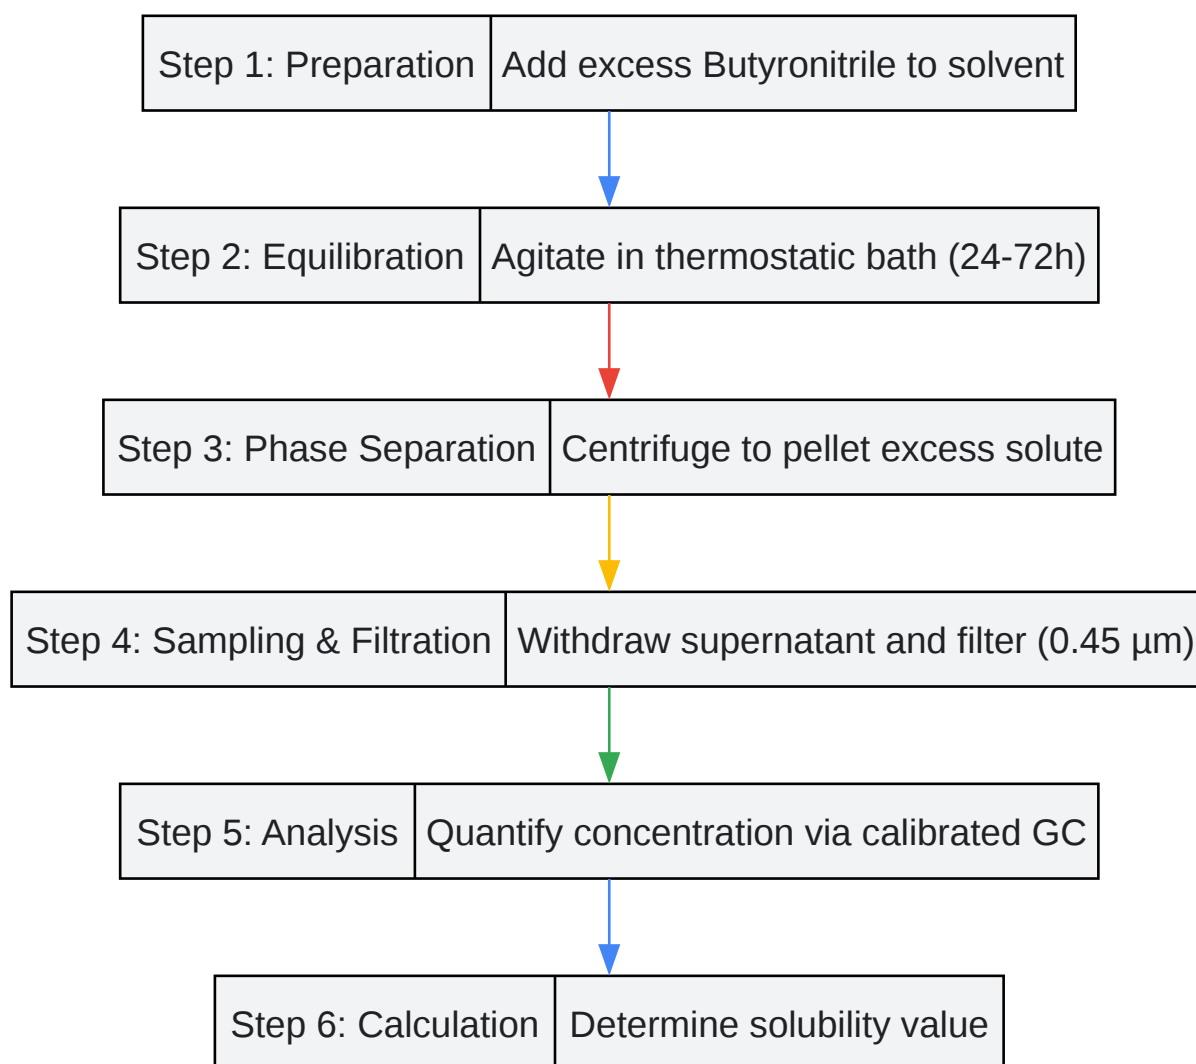 Step 1: Preparation
Add excess Butyronitrile to solvent
Step 2: Equilibration
Agitate in thermostatic bath (24-72h)
Step 3: Phase Separation
Centrifuge to pellet excess solute
Step 4: Sampling & Filtration
Withdraw supernatant and filter (0.45 µm)
Step 5: Analysis
Quantify concentration via calibrated GC
Step 6: Calculation
Determine solubility value